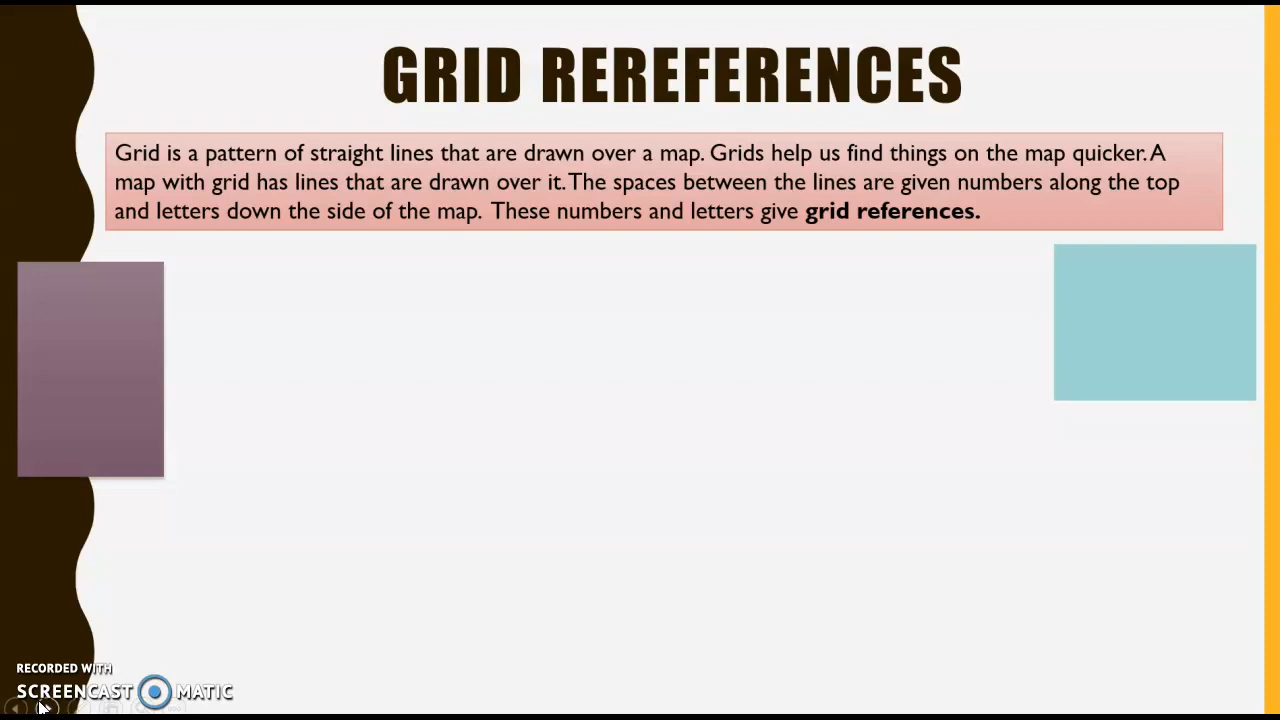 GRID REREFERENCES
Grid is a pattern of straight lines that are drawn over a map. Grids help us find things on the map quicker. A
map with grid has lines that are drawn over it. The spaces between the lines are given numbers along the top
and letters down the side of the map. These numbers and letters give grid references.
RECORDED WITH
SCREENCAST MATIC